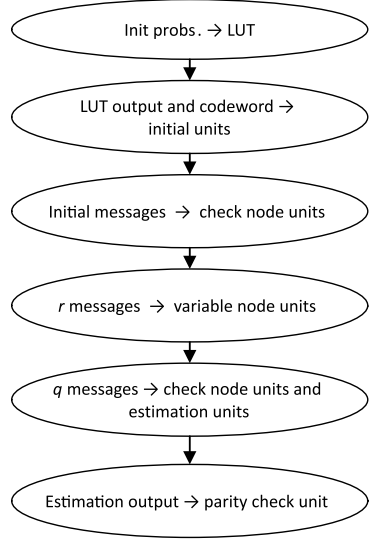 Init probs. → LUT
LUT output and codeword →
initial units
Initial messages → check node units
r messages → variable node units
q messages → check node units and
estimation units
Estimation output → parity check unit